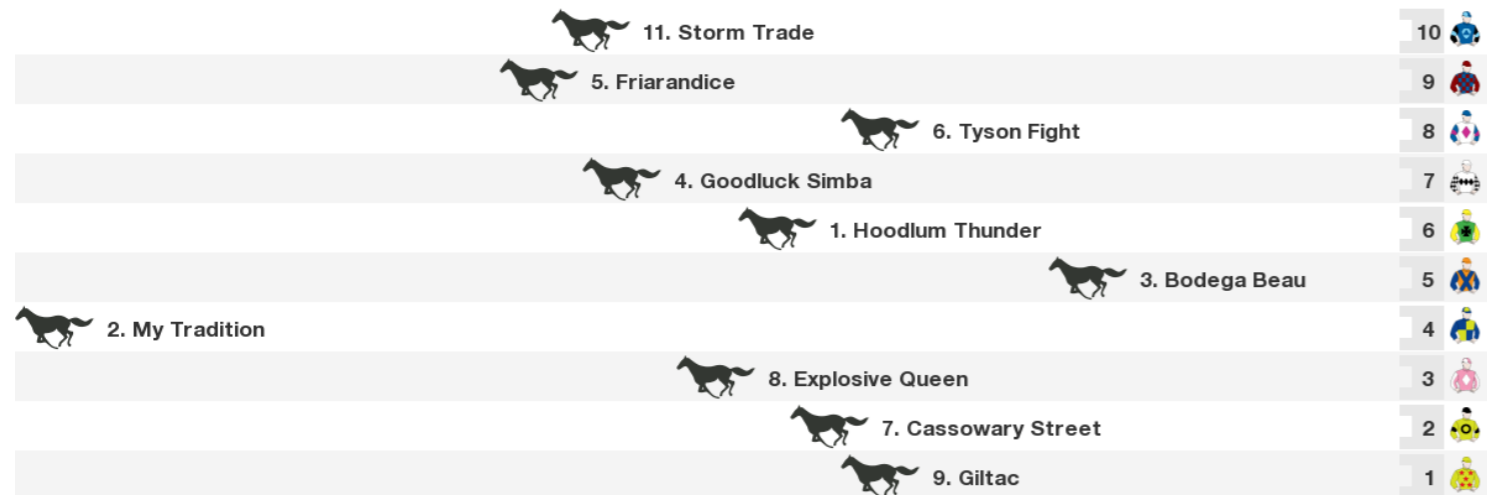 11. Storm Trade 10
5. Friarandice 9
6. Tyson Fight 8
4. Goodluck Simba 7
1. Hoodlum Thunder 6
3. Bodega Beau 5
2. My Tradition 4
8. Explosive Queen 3
7. Cassowary Street 2
9. Giltac 1